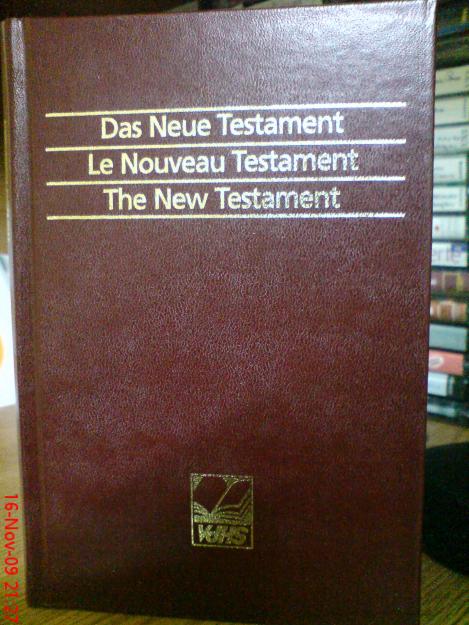 Das Neue Testament
Le Nouveau Testament
The New Testament
VdHS
16-Nov-09 21:27